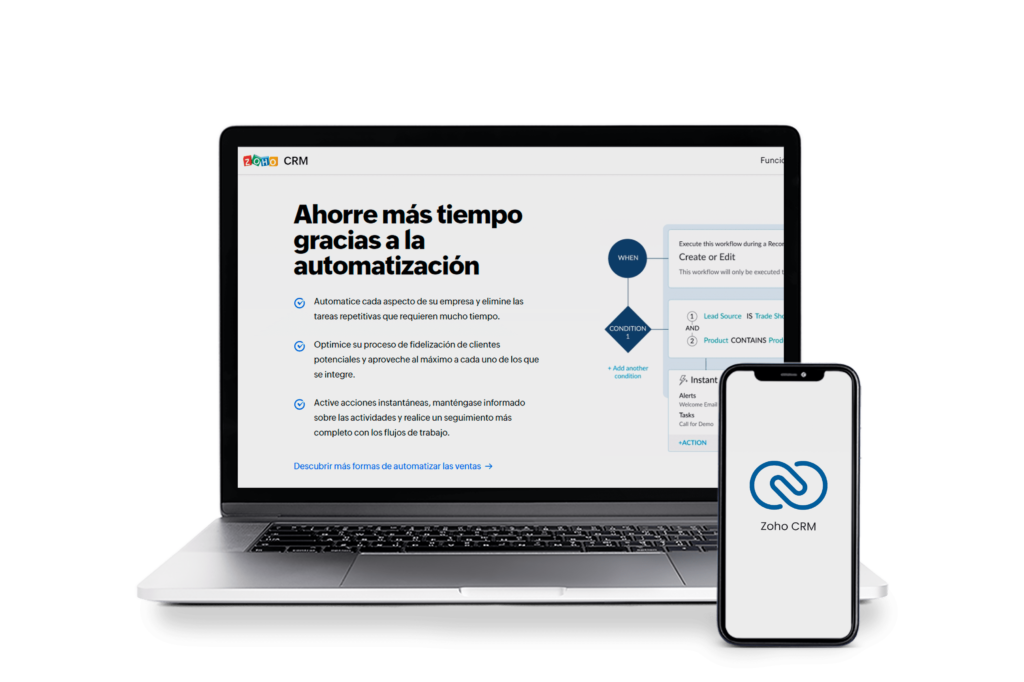 ZOHO CRM
Ahorre más tiempo
gracias a la
automatización
Automatice cada aspecto de su empresa y elimine las
tareas repetitivas que requieren mucho tiempo.
Optimice su proceso de fidelización de clientes
potenciales y aproveche al máximo a cada uno de los que
se integre.
Active acciones instantáneas, manténgase informado
sobre las actividades y realice un seguimiento más
completo con los flujos de trabajo.
Descubrir más formas de automatizar las ventas →
Funcio
WHEN
Execute this workflow during a Recor
Create or Edit
This workflow will only be executed
CONDITION
1
1 Lead Source IS Trade Sho
AND
2 Product CONTAINS Prod
+ Add another
condition
Instant
Alerts
Welcome Email
Tasks
Call for Demo
+ACTION
Zoho CRM